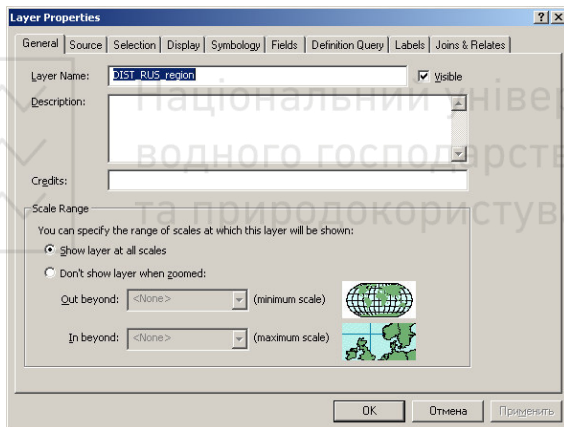 Layer Properties
General Source Selection Display Symbology Fields Definition Query Labels Joins & Relates
Layer Name: DIST_RUS_region Visible
Description:
Національний універ
водного господарств
Credits:
та природокористув
Scale Range
You can specify the range of scales at which this layer will be shown:
Show layer at all scales
Don't show layer when zoomed:
Out beyond: <None> (minimum scale)
In beyond: <None> (maximum scale)
OK Отмена Применить